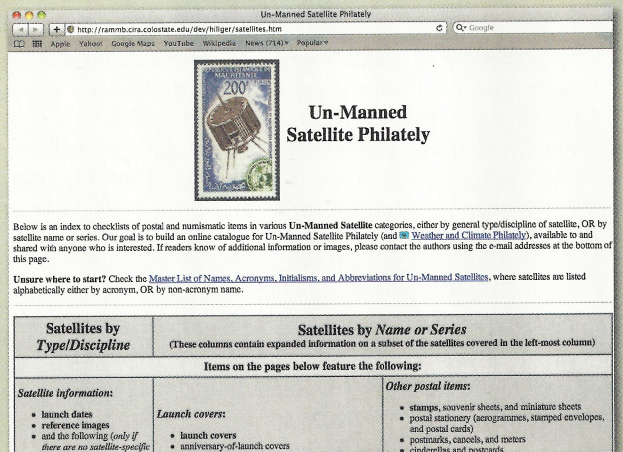 Un-Manned Satellite Philately
http://rammb.cira.colostate.edu/dev/hillger/satellites.htm
Google
Apple Yahoo! Google Maps YouTube Wikipedia News (714) Popular
MAURITANIE
200F
Un-Manned
Satellite Philately
Below is an index to checklists of postal and numismatic items in various Un-Manned Satellite categories, either by general type/discipline of satellite, OR by
satellite name or series. Our goal is to build an online catalogue for Un-Manned Satellite Philately (and Weather and Climate Philately), available to and
shared with anyone who is interested. If readers know of additional information or images, please contact the authors using the e-mail addresses at the bottom of
this page.
Unsure where to start? Check the Master List of Names, Acronyms, Initialisms, and Abbreviations for Un-Manned Satellites, where satellites are listed
alphabetically either by acronym, OR by non-acronym name.
Satellites by
Type/Discipline
Satellites by Name or Series
(These columns contain expanded information on a subset of the satellites covered in the left-most column)
Items on the pages below feature the following:
Satellite information:
• launch dates
• reference images
• and the following (only if
there are no satellite-specific
Launch covers:
• launch covers
• anniversary-of-launch covers
Other postal items:
• stamps, souvenir sheets, and miniature sheets
• postal stationery (aerogrammes, stamped envelopes,
and postal cards)
• postmarks, cancels, and meters
• cinderellas and postcards